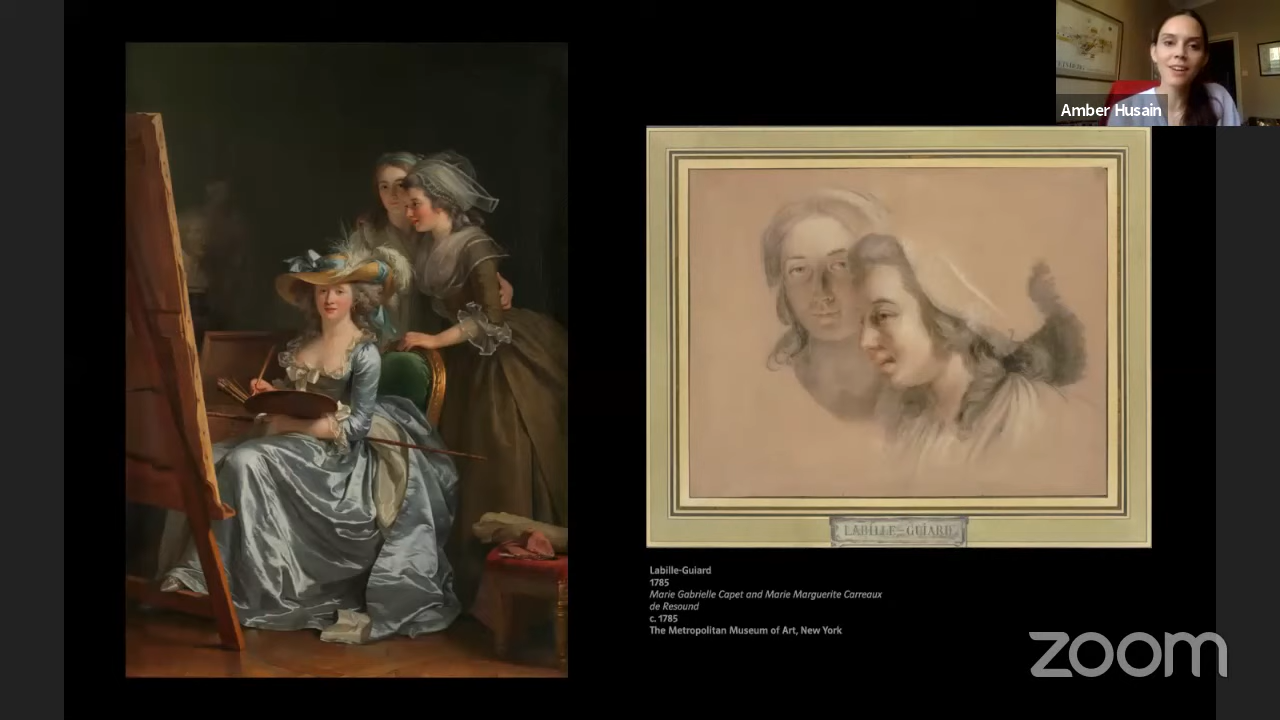 Amber Husain
LABILLE-GUIARD
Labille-Guiard
1785
Marie Gabrielle Capet and Marie Marguerite Carreaux
de Resound
c. 1785
The Metropolitan Museum of Art, New York
zoom